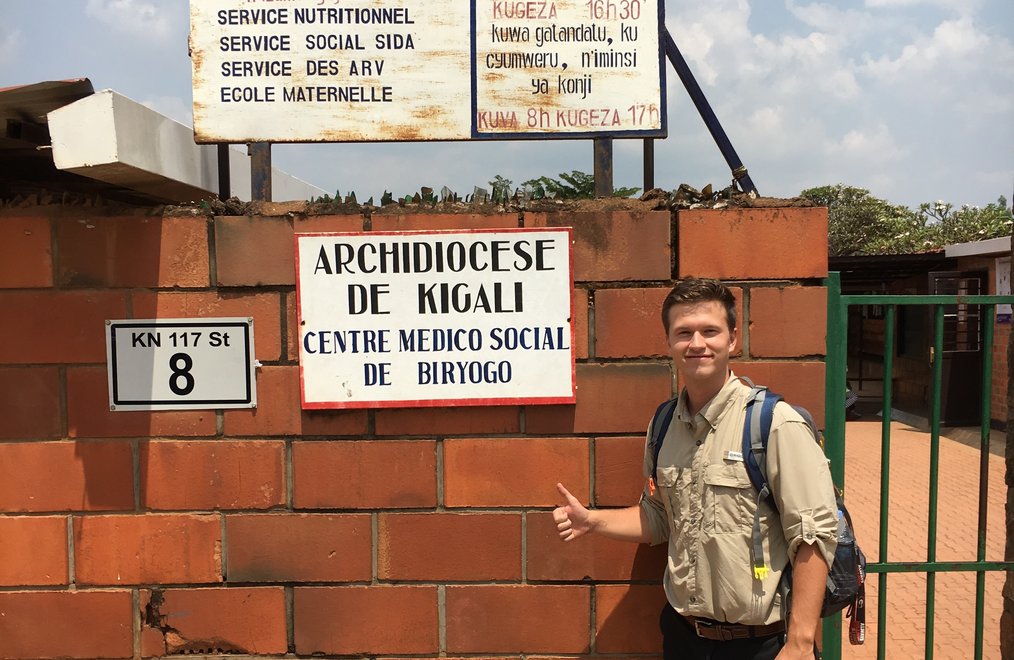 SERVICE NUTRITIONNEL
SERVICE SOCIAL SIDA
SERVICE DES ARV
ECOLE MATERNELLE
KUGEZA 16h30'
kuwa gatandatu, ku
cyumweru, n'iminsi
ya konji
KUVA 8h KUGEZA 17h
ARCHIDIOCESE
DE KIGALI
CENTRE MEDICO SOCIAL
DE BIRYOGO
KN 117 St
8